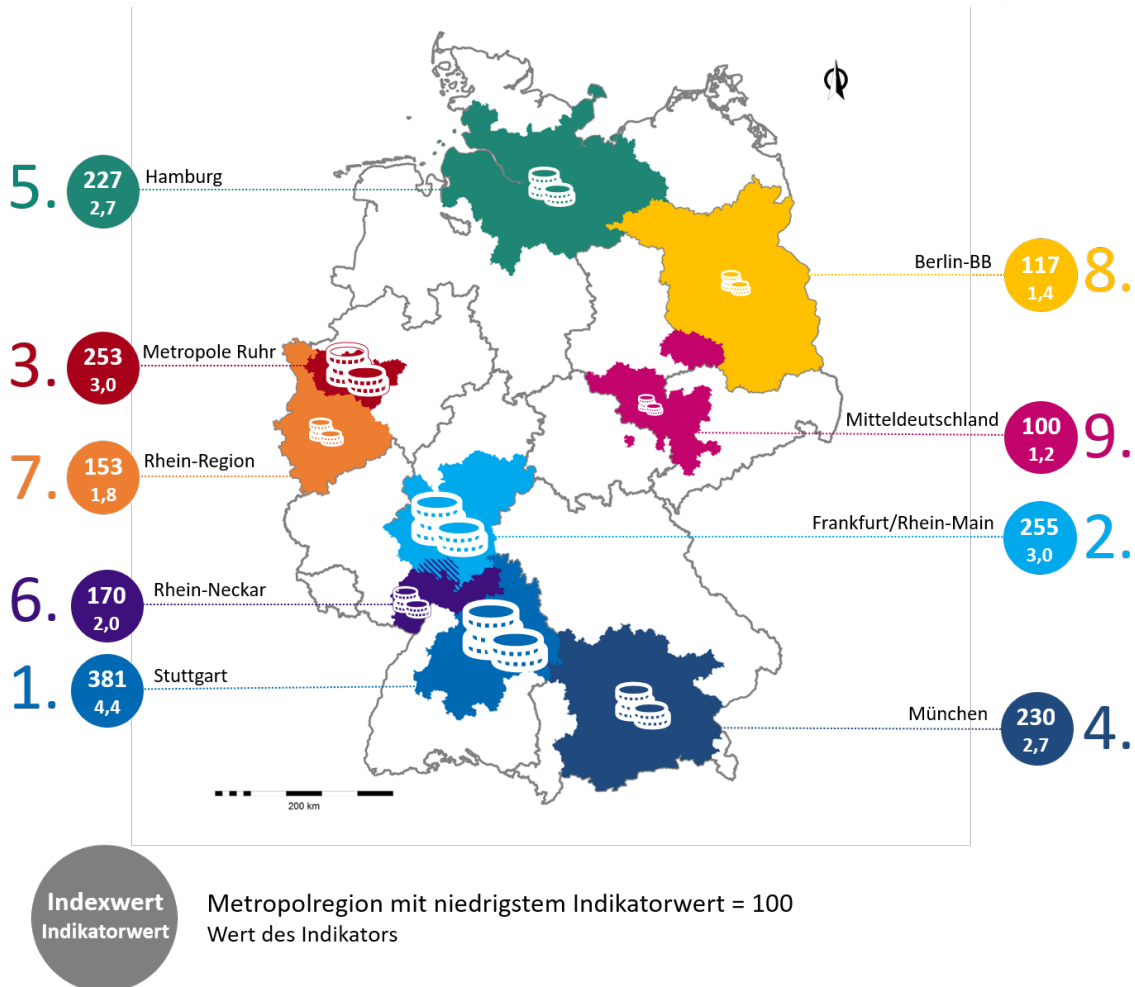 5.
227
2,7
Hamburg
Berlin-BB
117
1,4
8.
3.
253
3,0
Metropole Ruhr
Mitteldeutschland
100
1,2
9.
7.
153
1,8
Rhein-Region
Frankfurt/Rhein-Main
255
3,0
2.
6.
170
2,0
Rhein-Neckar
1.
381
4,4
Stuttgart
München
230
2,7
4.
200 km
Indexwert
Indikatorwert
Metropolregion mit niedrigstem Indikatorwert = 100
Wert des Indikators